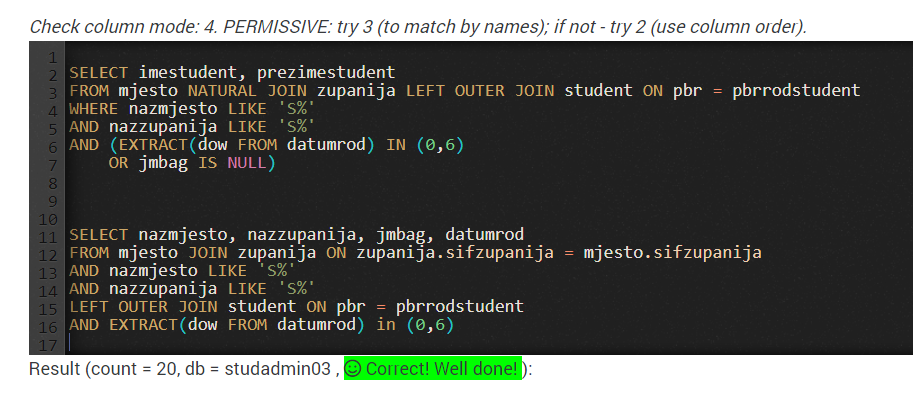 Check column mode: 4. PERMISSIVE: try 3 (to match by names); if not - try 2 (use column order).
1
2 SELECT imestudent, prezimestudent
3 FROM mjesto NATURAL JOIN zupanija LEFT OUTER JOIN student ON pbr = pbrrodstudent
4 WHERE nazmjesto LIKE 'S%'
5 AND nazzupanija LIKE 'S%'
6 AND (EXTRACT(dow FROM datumrod) IN (0,6)
7     OR jmbag IS NULL)
8
9
10
11 SELECT nazmjesto, nazzupanija, jmbag, datumrod
12 FROM mjesto JOIN zupanija ON zupanija.sifzupanija = mjesto.sifzupanija
13 AND nazmjesto LIKE 'S%'
14 AND nazzupanija LIKE 'S%'
15 LEFT OUTER JOIN student ON pbr = pbrrodstudent
16 AND EXTRACT(dow FROM datumrod) in (0,6)
17
Result (count = 20, db = studadmin03 , Correct! Well done! ):